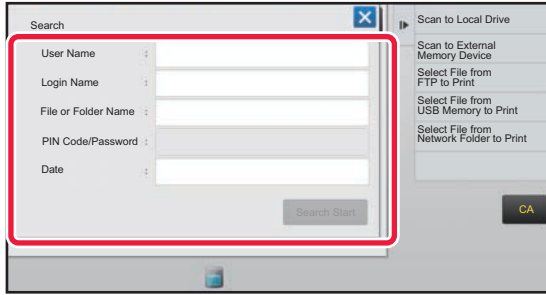 Search
User Name :
Login Name :
File or Folder Name :
PIN Code/Password :
Date :
Search Start
Scan to Local Drive
Scan to External
Memory Device
Select File from
FTP to Print
Select File from
USB Memory to Print
Select File from
Network Folder to Print
CA